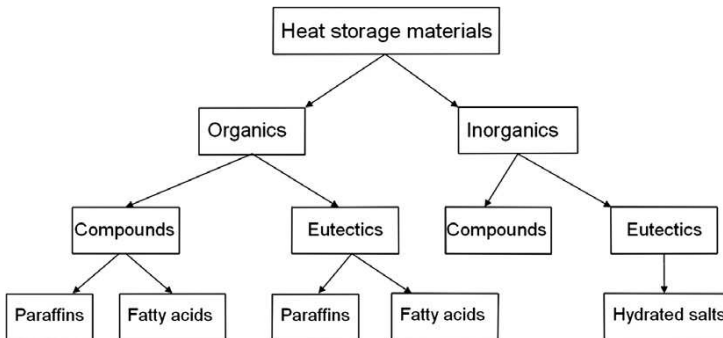 Heat storage materials
Organics
Inorganics
Compounds
Eutectics
Compounds
Eutectics
Paraffins
Fatty acids
Paraffins
Fatty acids
Hydrated salts